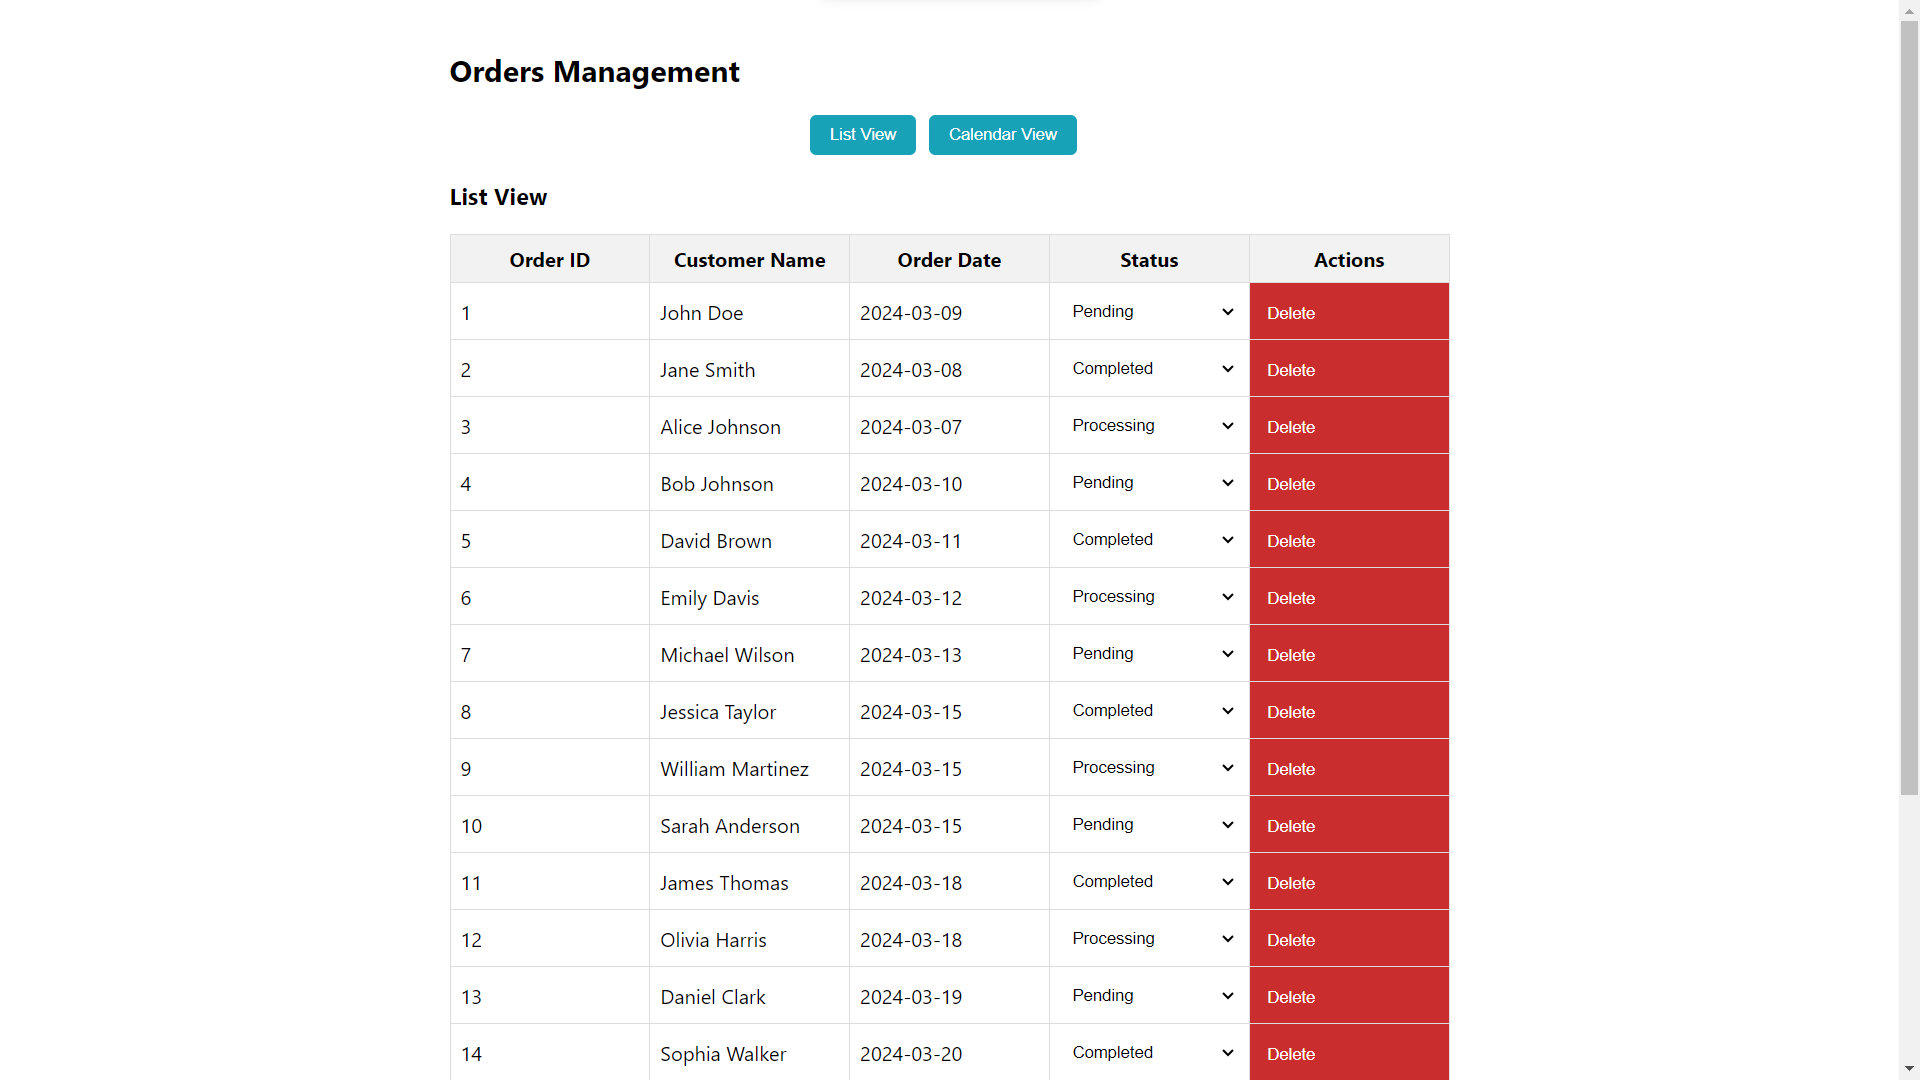 Orders Management
List View Calendar View
List View
Order ID Customer Name Order Date Status Actions
1 John Doe 2024-03-09 Pending Delete
2 Jane Smith 2024-03-08 Completed Delete
3 Alice Johnson 2024-03-07 Processing Delete
4 Bob Johnson 2024-03-10 Pending Delete
5 David Brown 2024-03-11 Completed Delete
6 Emily Davis 2024-03-12 Processing Delete
7 Michael Wilson 2024-03-13 Pending Delete
8 Jessica Taylor 2024-03-15 Completed Delete
9 William Martinez 2024-03-15 Processing Delete
10 Sarah Anderson 2024-03-15 Pending Delete
11 James Thomas 2024-03-18 Completed Delete
12 Olivia Harris 2024-03-18 Processing Delete
13 Daniel Clark 2024-03-19 Pending Delete
14 Sophia Walker 2024-03-20 Completed Delete